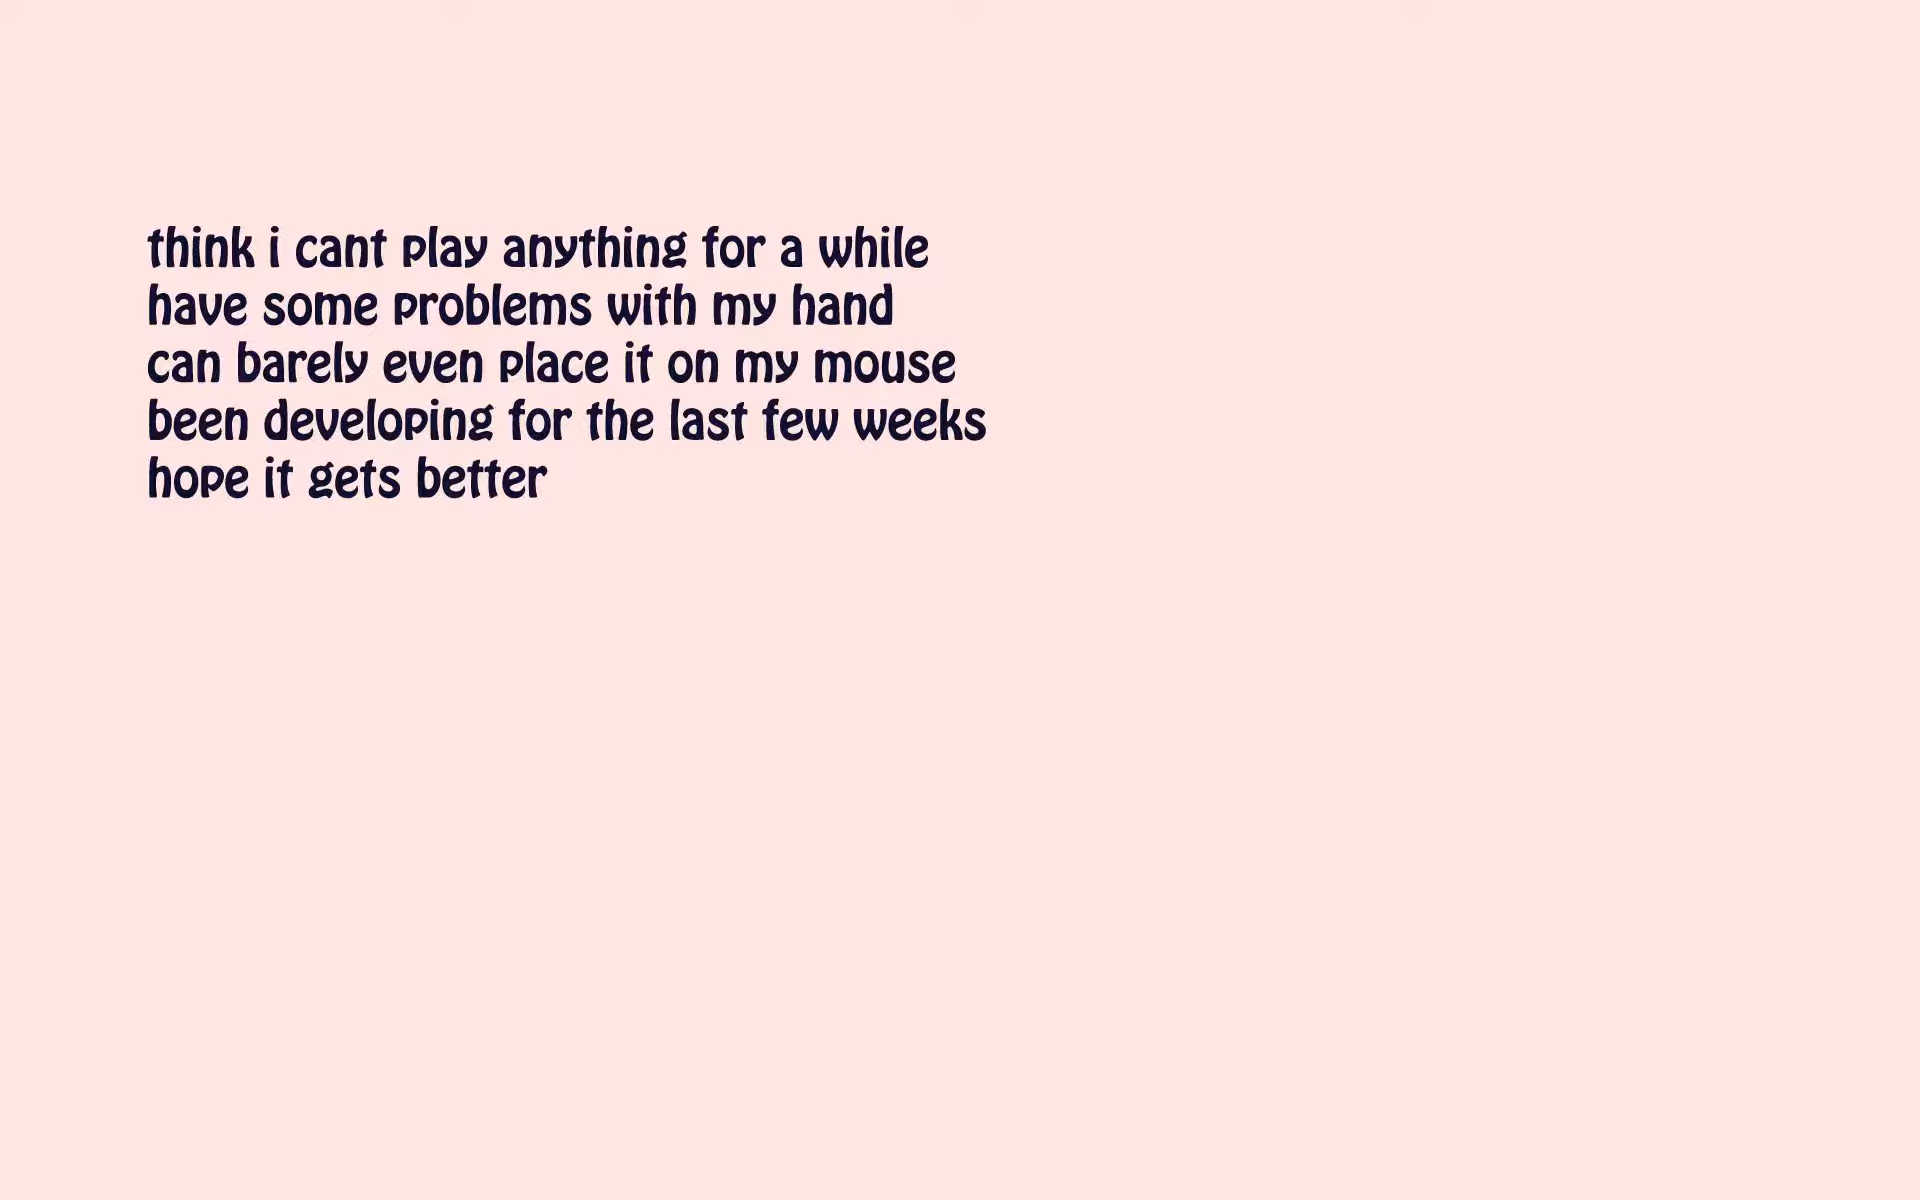 think i cant play anything for a while
have some problems with my hand
can barely even place it on my mouse
been developing for the last few weeks
hope it gets better